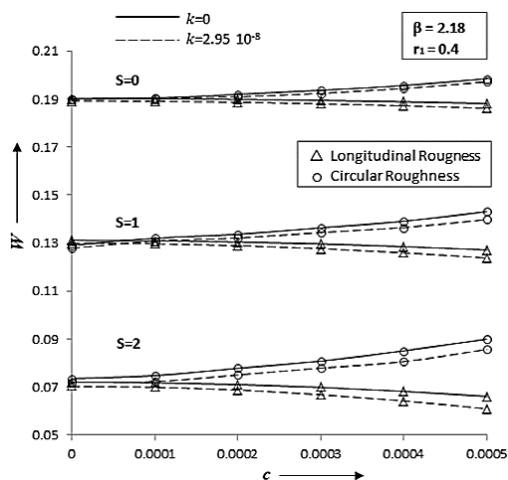 k=0
k=2.95 10-8
β = 2.18
r1 = 0.4
0.21
0.19
0.17
0.15
0.13
0.11
0.09
0.07
0.05
S=0
Longitudinal Rougness
Circular Roughness
S=1
S=2
W
0
0.0001
0.0002
0.0003
0.0004
0.0005
c